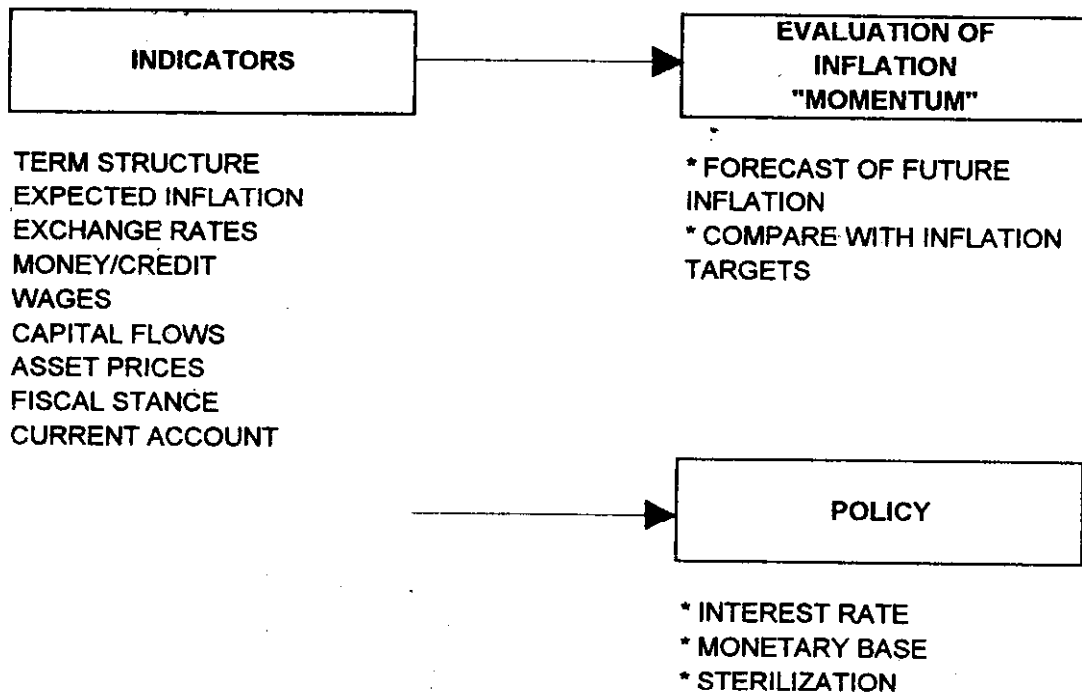 INDICATORS
EVALUATION OF
INFLATION
"MOMENTUM"
TERM STRUCTURE
EXPECTED INFLATION
EXCHANGE RATES
MONEY/CREDIT
WAGES
CAPITAL FLOWS
ASSET PRICES
FISCAL STANCE
CURRENT ACCOUNT
* FORECAST OF FUTURE
INFLATION
* COMPARE WITH INFLATION
TARGETS
POLICY
* INTEREST RATE
* MONETARY BASE
* STERILIZATION